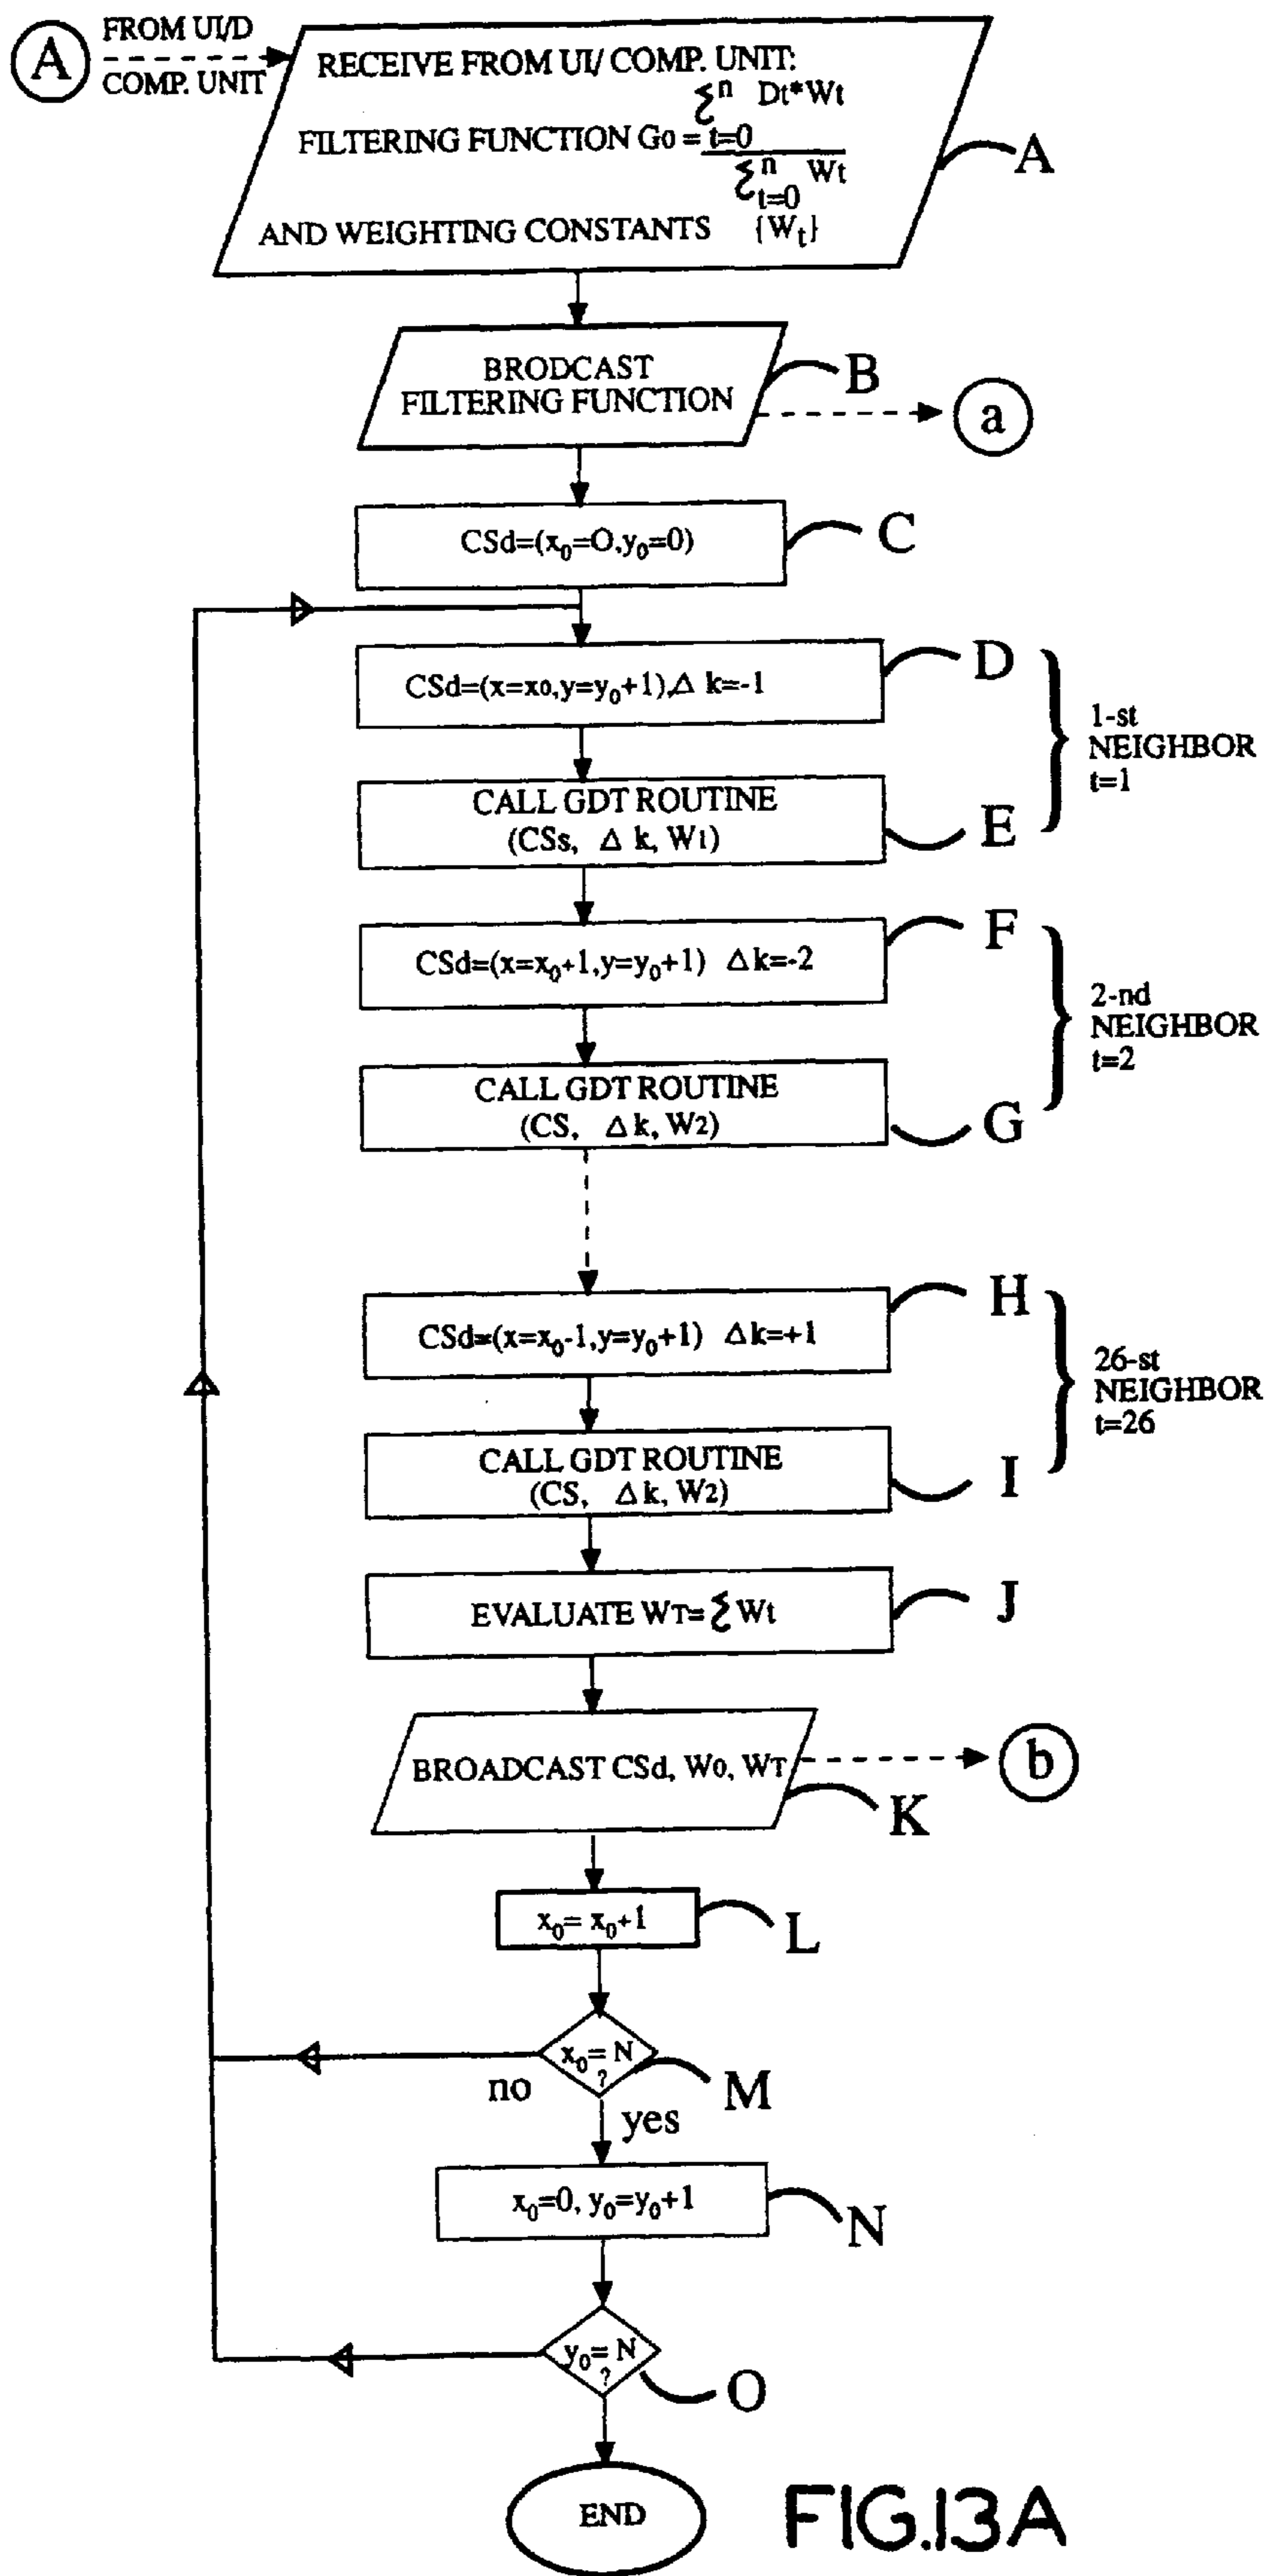 A
FROM UI/D
COMP. UNIT
RECEIVE FROM UI/ COMP. UNIT:
FILTERING FUNCTION G0 = Σ^n t=0 Dt*Wt / Σ^n t=0 Wt
AND WEIGHTING CONSTANTS {Wt}
A
BRODCAST
FILTERING FUNCTION
B
a
CSd=(x0=O,y0=0)
C
CSd=(x=x0,y=y0+1),Δ k=-1
D
CALL GDT ROUTINE
(CSs, Δ k, W1)
E
1-st
NEIGHBOR
t=1
CSd=(x=x0+1,y=y0+1) Δk=-2
F
CALL GDT ROUTINE
(CS, Δk, W2)
G
2-nd
NEIGHBOR
t=2
CSd=(x=x0-1,y=y0+1) Δk=+1
H
CALL GDT ROUTINE
(CS, Δk, W2)
I
26-st
NEIGHBOR
t=26
EVALUATE WT= Σ Wt
J
BROADCAST CSd, W0, WT
b
K
x0= x0+1
L
x0= N
?
M
no
yes
x0=0, y0=y0+1
N
y0= N
?
O
END
FIG.13A